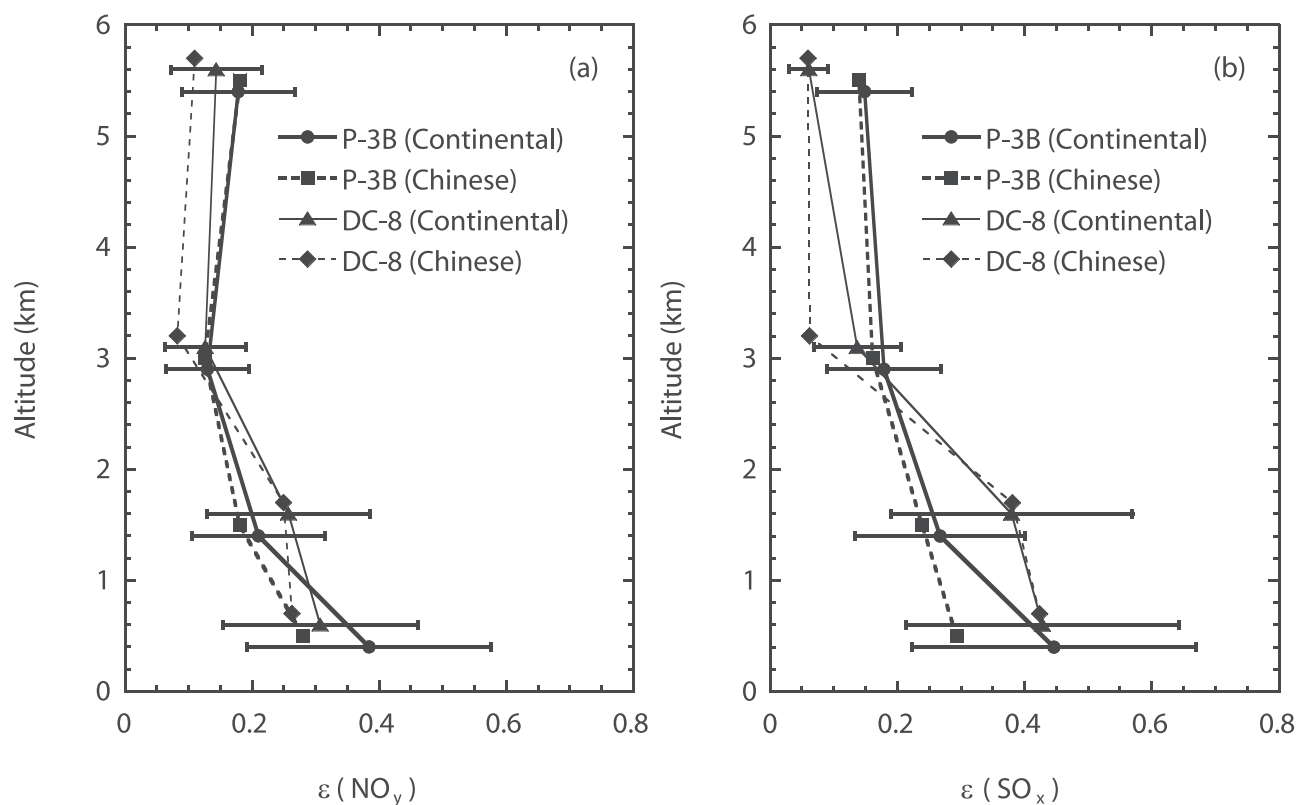 6
5
4
3
2
1
0
Altitude (km)
(a)
P-3B (Continental)
P-3B (Chinese)
DC-8 (Continental)
DC-8 (Chinese)
0 0.2 0.4 0.6 0.8
ε ( NOy )
6
5
4
3
2
1
0
Altitude (km)
(b)
P-3B (Continental)
P-3B (Chinese)
DC-8 (Continental)
DC-8 (Chinese)
0 0.2 0.4 0.6 0.8
ε ( SOx )